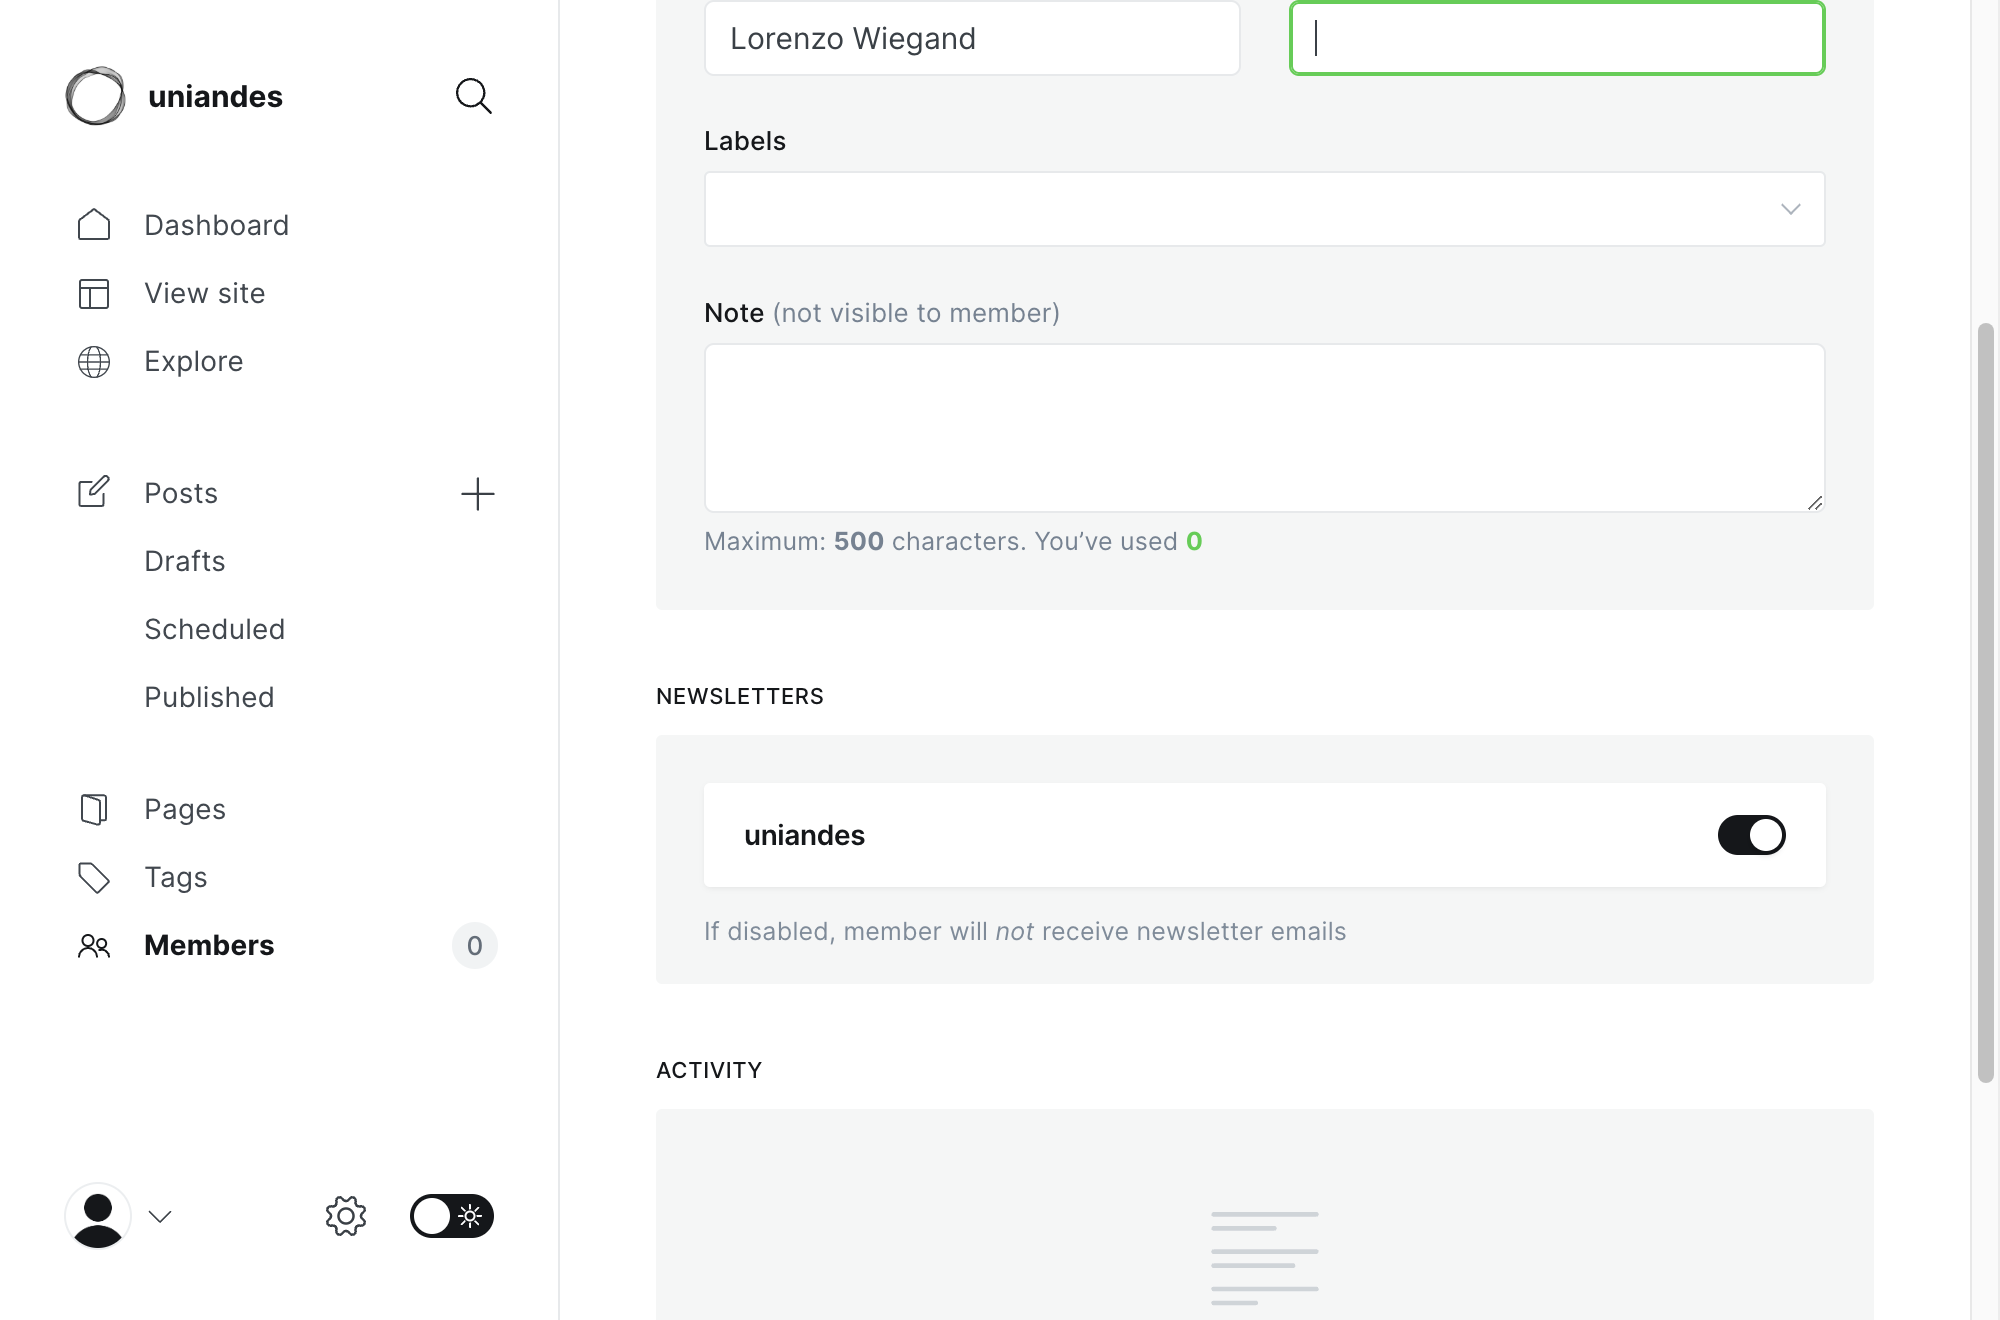 uniandes
Dashboard
View site
Explore
Posts
Drafts
Scheduled
Published
Pages
Tags
Members
0
Lorenzo Wiegand
Labels
Note (not visible to member)
Maximum: 500 characters. You’ve used 0
NEWSLETTERS
uniandes
If disabled, member will not receive newsletter emails
ACTIVITY